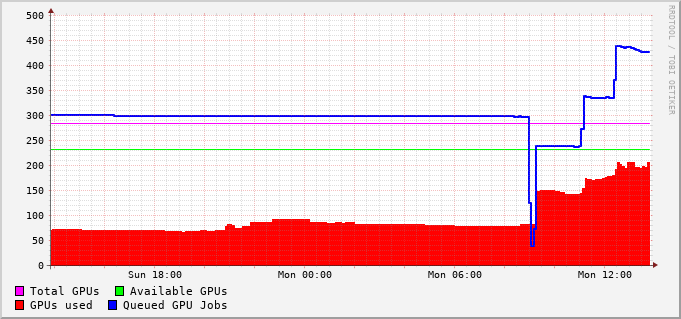 500
450
400
350
300
250
200
150
100
50
0
Sun 18:00 Mon 00:00 Mon 06:00 Mon 12:00
Total GPUs Available GPUs
GPUs used Queued GPU Jobs
RRDTOOL / TOBI OETIKER